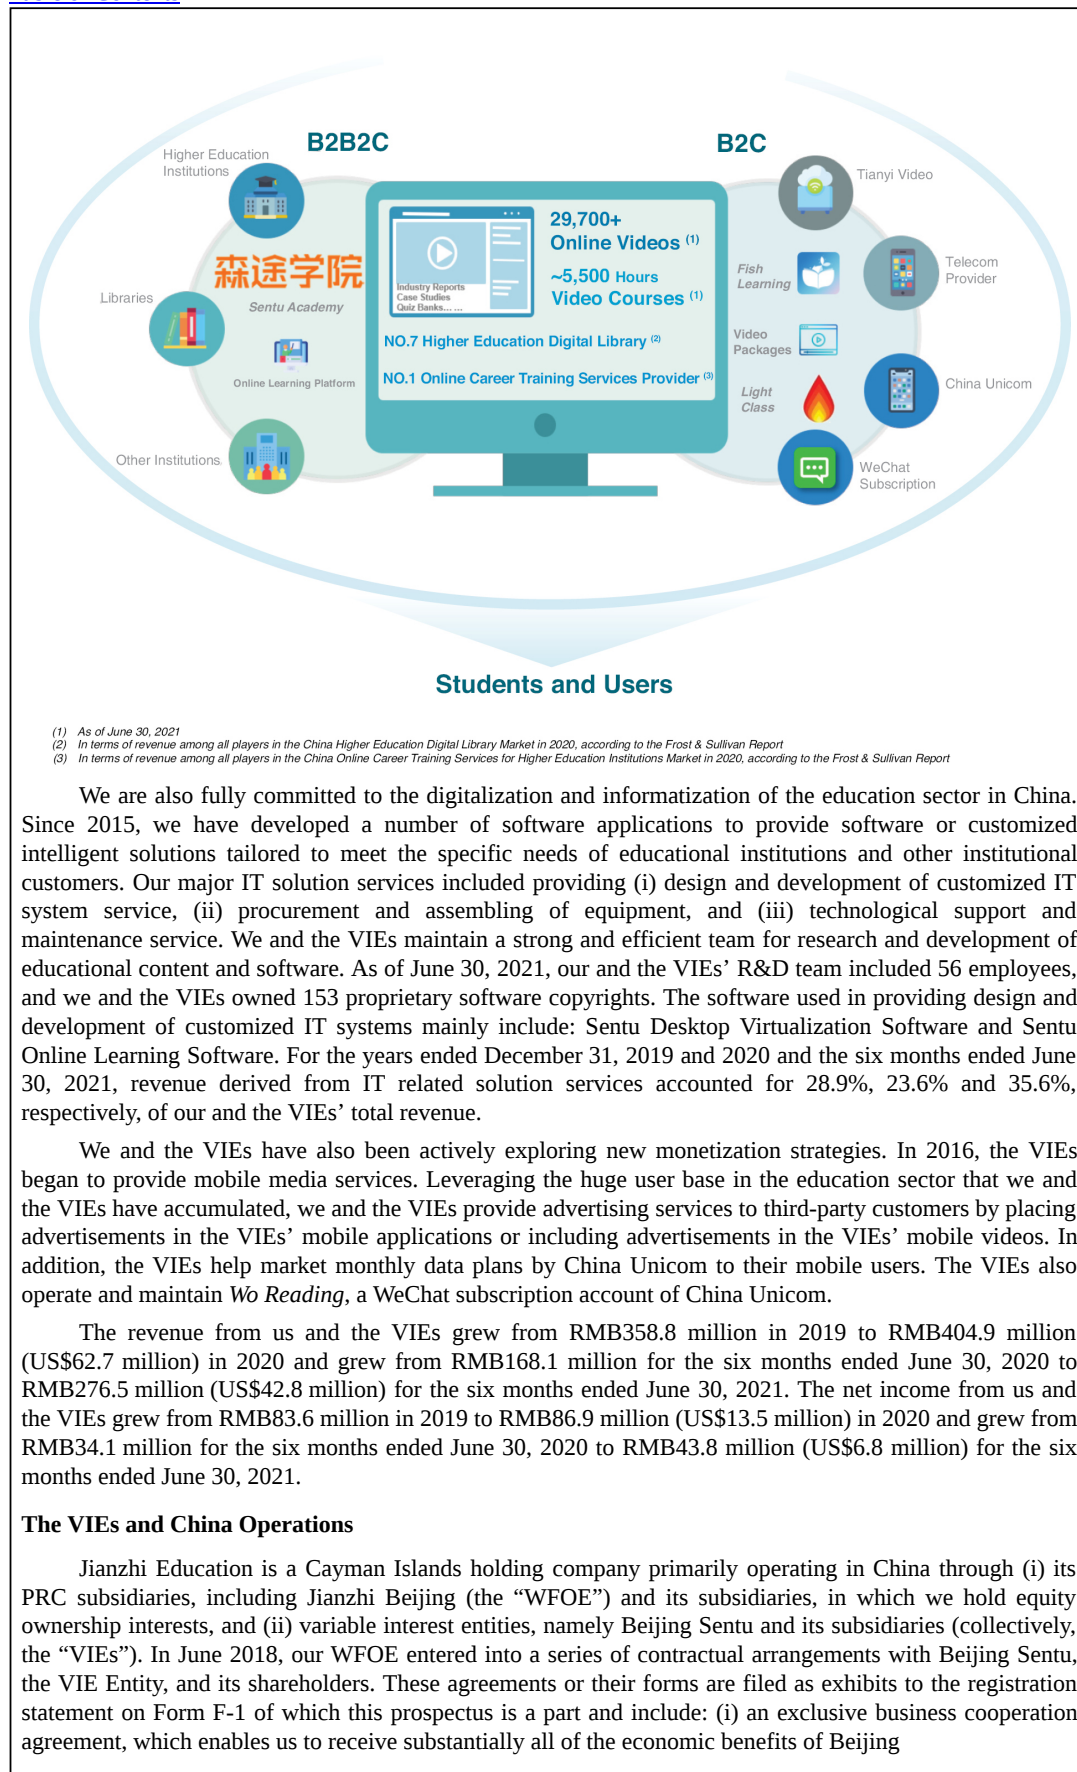 B2B2C
B2C
Higher Education
Institutions
Libraries
Other Institutions
森途学院
Sentu Academy
Online Learning Platform
Industry Reports
Case Studies
Quiz Banks... ...
29,700+
Online Videos (1)
~5,500 Hours
Video Courses (1)
NO.7 Higher Education Digital Library (2)
NO.1 Online Career Training Services Provider (3)
Fish
Learning
Video
Packages
Light
Class
Tianyi Video
Telecom
Provider
China Unicom
WeChat
Subscription
Students and Users
(1) As of June 30, 2021
(2) In terms of revenue among all players in the China Higher Education Digital Library Market in 2020, according to the Frost & Sullivan Report
(3) In terms of revenue among all players in the China Online Career Training Services for Higher Education Institutions Market in 2020, according to the Frost & Sullivan Report
We are also fully committed to the digitalization and informatization of the education sector in China.
Since 2015, we have developed a number of software applications to provide software or customized
intelligent solutions tailored to meet the specific needs of educational institutions and other institutional
customers. Our major IT solution services included providing (i) design and development of customized IT
system service, (ii) procurement and assembling of equipment, and (iii) technological support and
maintenance service. We and the VIEs maintain a strong and efficient team for research and development of
educational content and software. As of June 30, 2021, our and the VIEs’ R&D team included 56 employees,
and we and the VIEs owned 153 proprietary software copyrights. The software used in providing design and
development of customized IT systems mainly include: Sentu Desktop Virtualization Software and Sentu
Online Learning Software. For the years ended December 31, 2019 and 2020 and the six months ended June
30, 2021, revenue derived from IT related solution services accounted for 28.9%, 23.6% and 35.6%,
respectively, of our and the VIEs’ total revenue.
We and the VIEs have also been actively exploring new monetization strategies. In 2016, the VIEs
began to provide mobile media services. Leveraging the huge user base in the education sector that we and
the VIEs have accumulated, we and the VIEs provide advertising services to third-party customers by placing
advertisements in the VIEs’ mobile applications or including advertisements in the VIEs’ mobile videos. In
addition, the VIEs help market monthly data plans by China Unicom to their mobile users. The VIEs also
operate and maintain Wo Reading, a WeChat subscription account of China Unicom.
The revenue from us and the VIEs grew from RMB358.8 million in 2019 to RMB404.9 million
(US$62.7 million) in 2020 and grew from RMB168.1 million for the six months ended June 30, 2020 to
RMB276.5 million (US$42.8 million) for the six months ended June 30, 2021. The net income from us and
the VIEs grew from RMB83.6 million in 2019 to RMB86.9 million (US$13.5 million) in 2020 and grew from
RMB34.1 million for the six months ended June 30, 2020 to RMB43.8 million (US$6.8 million) for the six
months ended June 30, 2021.
The VIEs and China Operations
Jianzhi Education is a Cayman Islands holding company primarily operating in China through (i) its
PRC subsidiaries, including Jianzhi Beijing (the “WFOE”) and its subsidiaries, in which we hold equity
ownership interests, and (ii) variable interest entities, namely Beijing Sentu and its subsidiaries (collectively,
the “VIEs”). In June 2018, our WFOE entered into a series of contractual arrangements with Beijing Sentu,
the VIE Entity, and its shareholders. These agreements or their forms are filed as exhibits to the registration
statement on Form F-1 of which this prospectus is a part and include: (i) an exclusive business cooperation
agreement, which enables us to receive substantially all of the economic benefits of Beijing